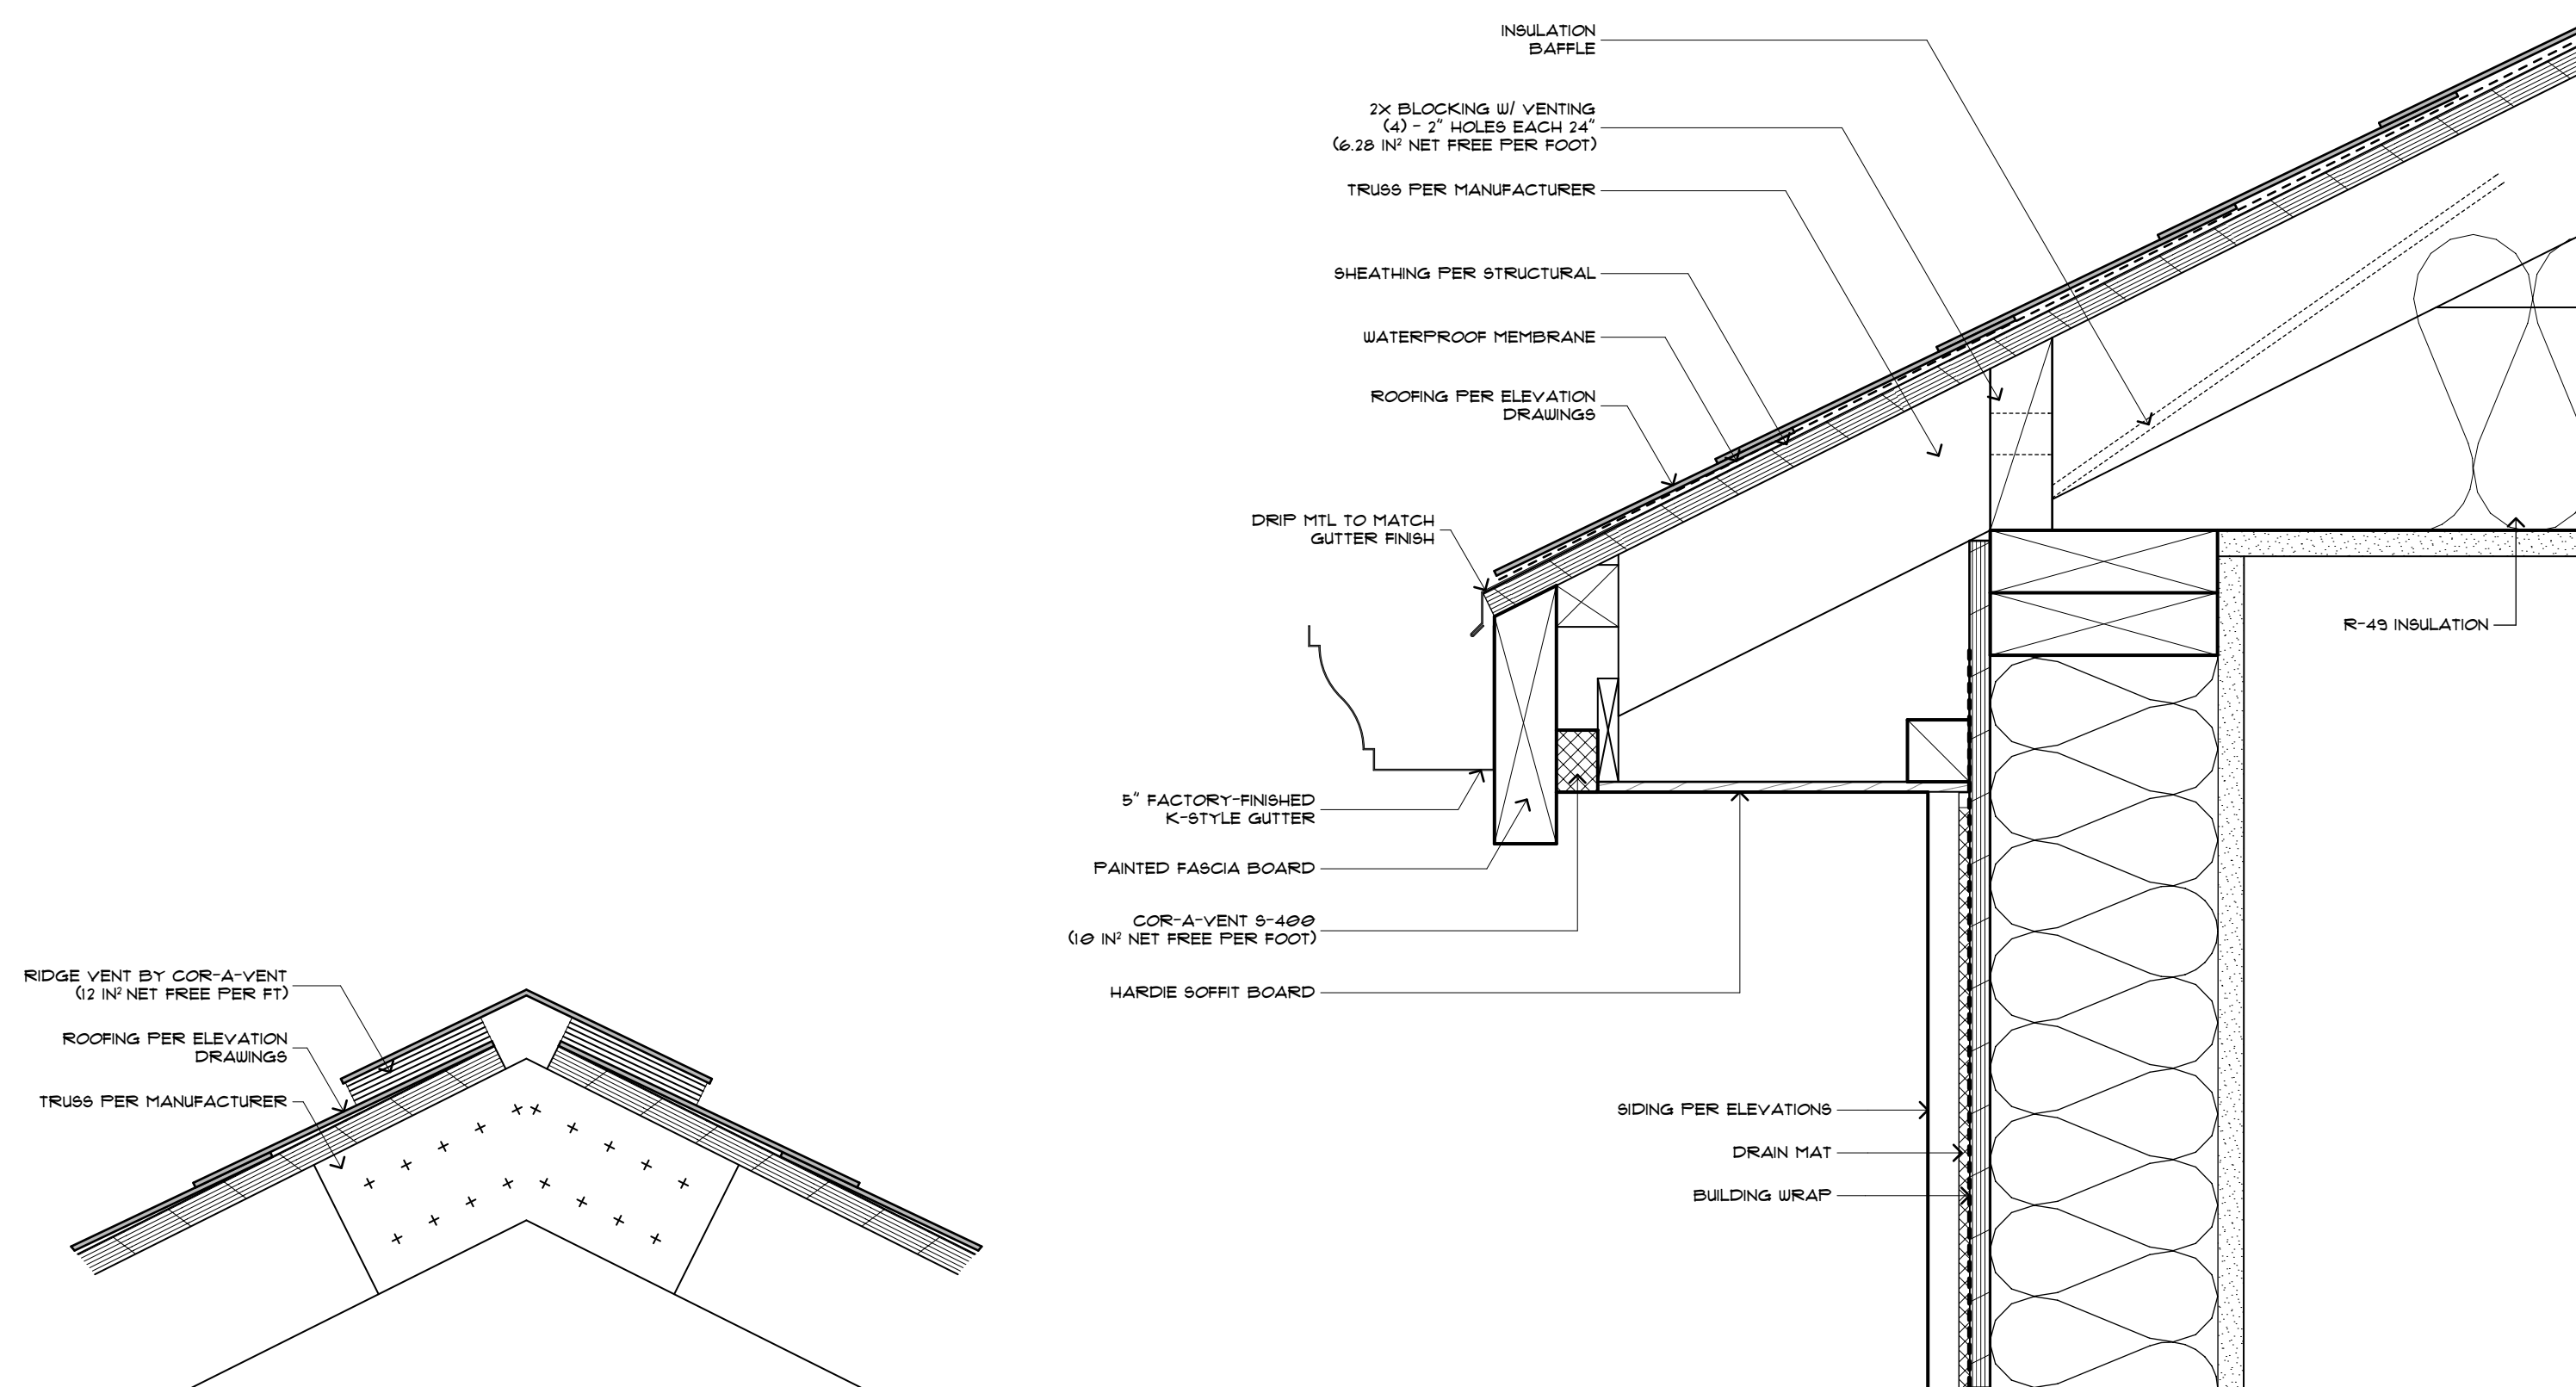 INSULATION
BAFFLE
2X BLOCKING W/ VENTING
(4) - 2" HOLES EACH 24"
(6.28 IN² NET FREE PER FOOT)
TRUSS PER MANUFACTURER
SHEATHING PER STRUCTURAL
WATERPROOF MEMBRANE
ROOFING PER ELEVATION
DRAWINGS
DRIP MTL TO MATCH
GUTTER FINISH
R-49 INSULATION
5" FACTORY-FINISHED
K-STYLE GUTTER
PAINTED FASCIA BOARD
COR-A-VENT S-400
(10 IN² NET FREE PER FOOT)
HARDIE SOFFIT BOARD
RIDGE VENT BY COR-A-VENT
(12 IN² NET FREE PER FT)
ROOFING PER ELEVATION
DRAWINGS
TRUSS PER MANUFACTURER
SIDING PER ELEVATIONS
DRAIN MAT
BUILDING WRAP